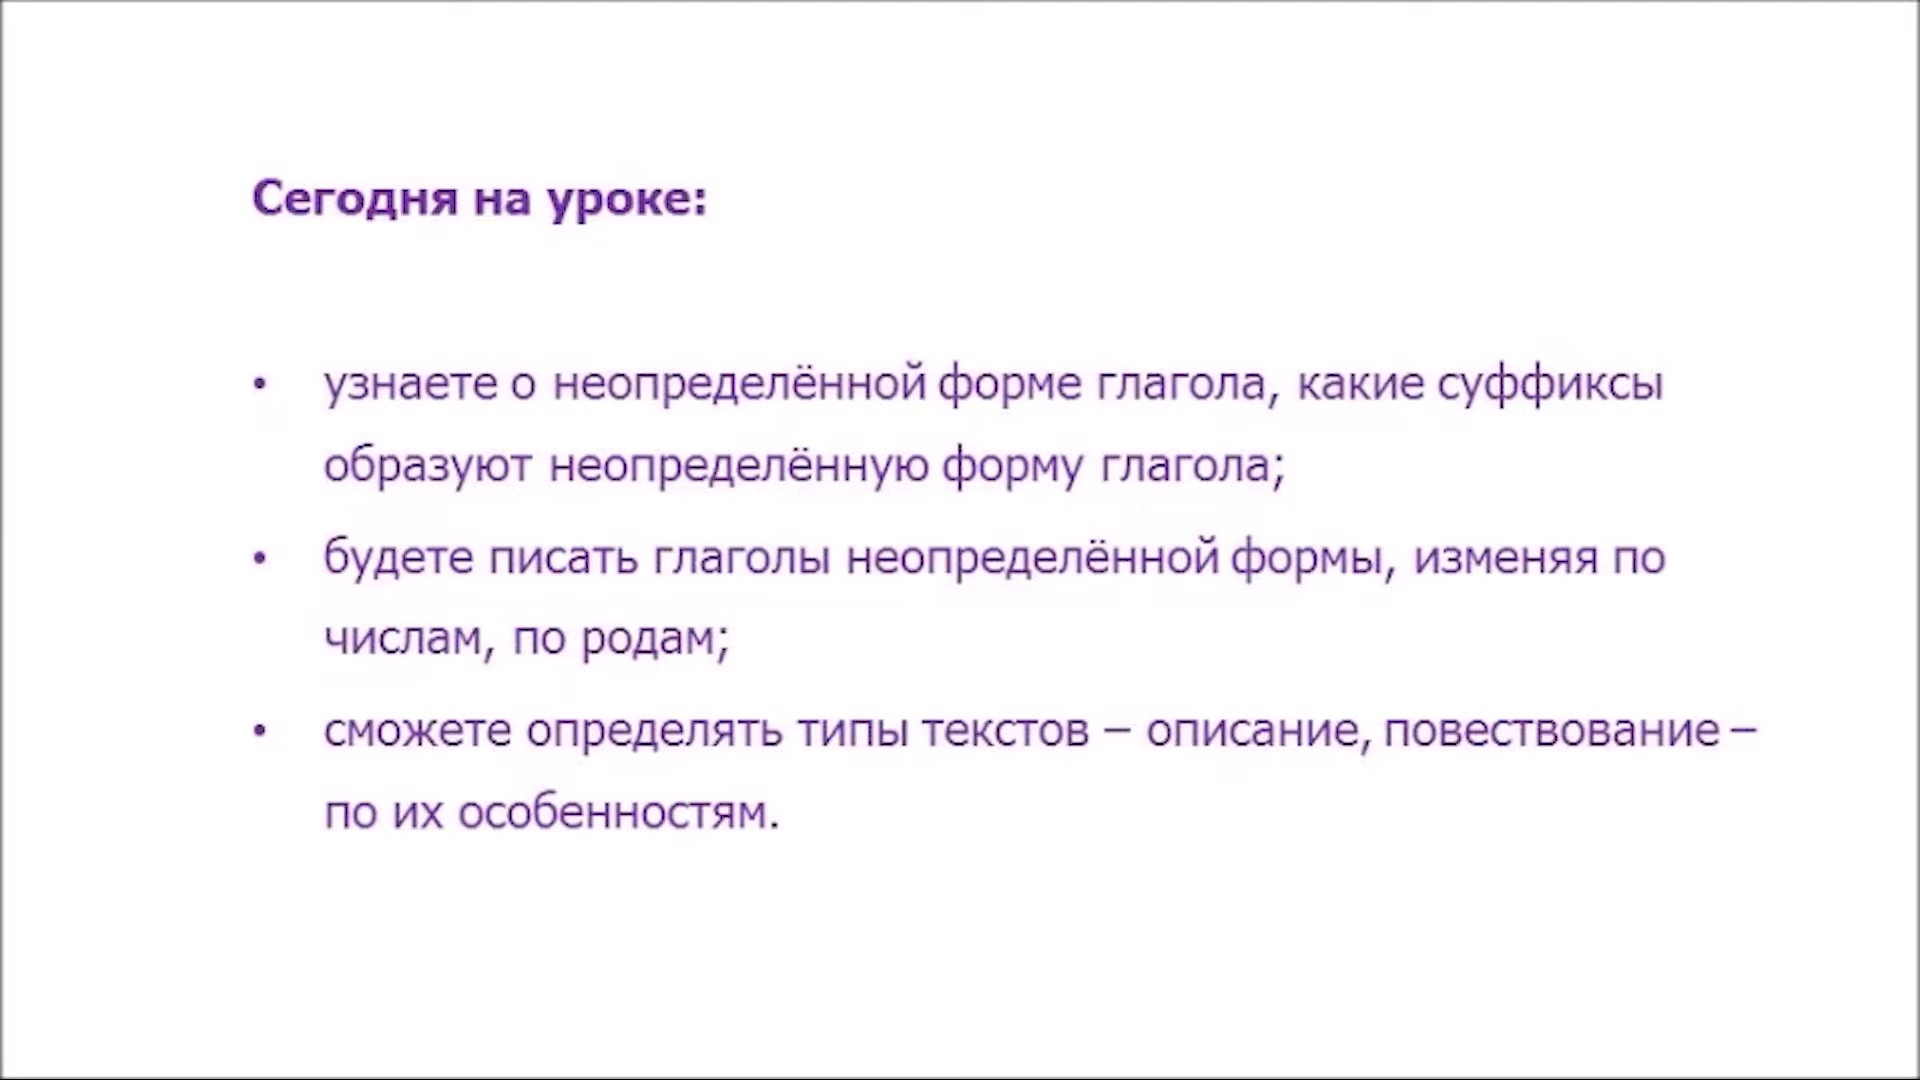 Сегодня на уроке:
• узнаете о неопределённой форме глагола, какие суффиксы
образуют неопределённую форму глагола;
• будете писать глаголы неопределённой формы, изменяя по
числам, по родам;
• сможете определять типы текстов – описание, повествование –
по их особенностям.